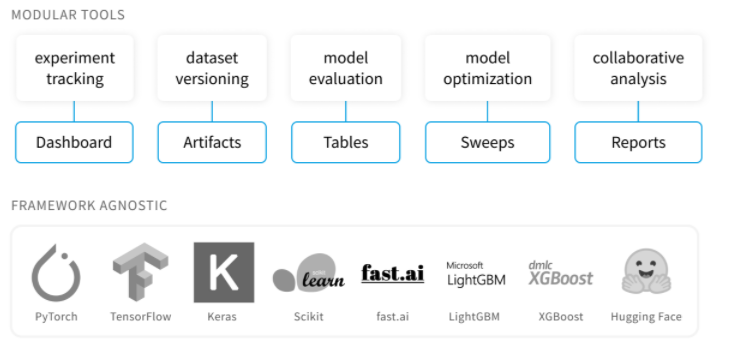 MODULAR TOOLS
experiment tracking
dataset versioning
model evaluation
model optimization
collaborative analysis
Dashboard
Artifacts
Tables
Sweeps
Reports
FRAMEWORK AGNOSTIC
K
learn
fast.ai
Microsoft
LightGBM
dmlc
XGBoost
PyTorch
TensorFlow
Keras
Scikit
fast.ai
LightGBM
XGBoost
Hugging Face